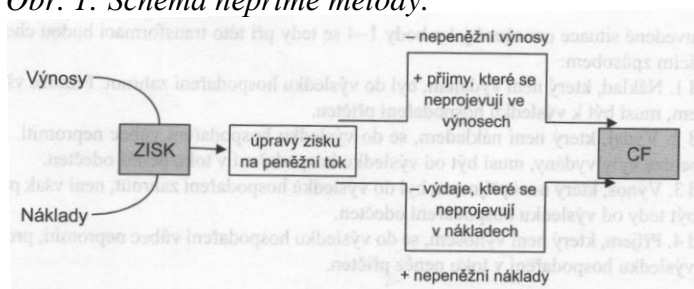 Obr. 1. Schéma nepřímé metody.
– nepeněžní výnosy
Výnosy
+ příjmy, které se
neprojevují ve
výnosech
ZISK
úpravy zisku
na peněžní tok
CF
– výdaje, které se
neprojevují
v nákladech
Náklady
+ nepeněžní náklady